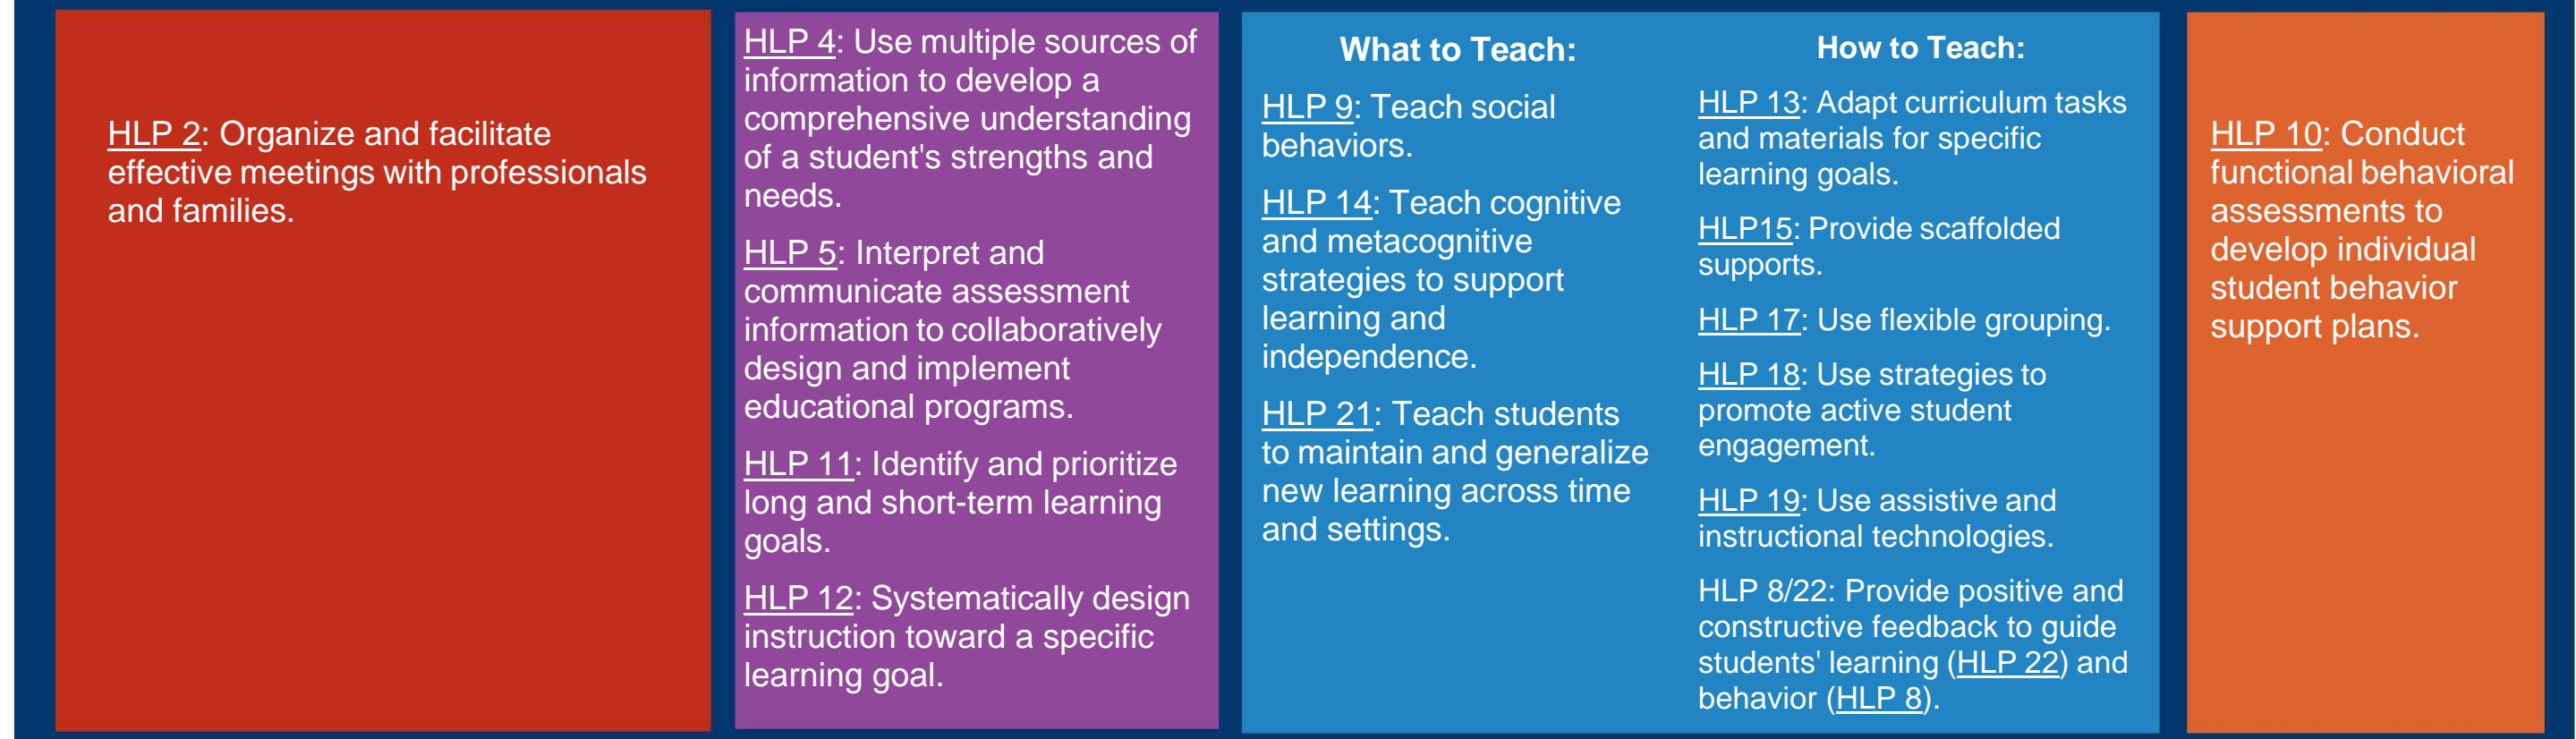 HLP 2: Organize and facilitate
effective meetings with professionals
and families.
HLP 4: Use multiple sources of
information to develop a
comprehensive understanding
of a student's strengths and
needs.
HLP 5: Interpret and
communicate assessment
information to collaboratively
design and implement
educational programs.
HLP 11: Identify and prioritize
long and short-term learning
goals.
HLP 12: Systematically design
instruction toward a specific
learning goal.
What to Teach:
HLP 9: Teach social
behaviors.
HLP 14: Teach cognitive
and metacognitive
strategies to support
learning and
independence.
HLP 21: Teach students
to maintain and generalize
new learning across time
and settings.
How to Teach:
HLP 13: Adapt curriculum tasks
and materials for specific
learning goals.
HLP15: Provide scaffolded
supports.
HLP 17: Use flexible grouping.
HLP 18: Use strategies to
promote active student
engagement.
HLP 19: Use assistive and
instructional technologies.
HLP 8/22: Provide positive and
constructive feedback to guide
students' learning (HLP 22) and
behavior (HLP 8).
HLP 10: Conduct
functional behavioral
assessments to
develop individual
student behavior
support plans.